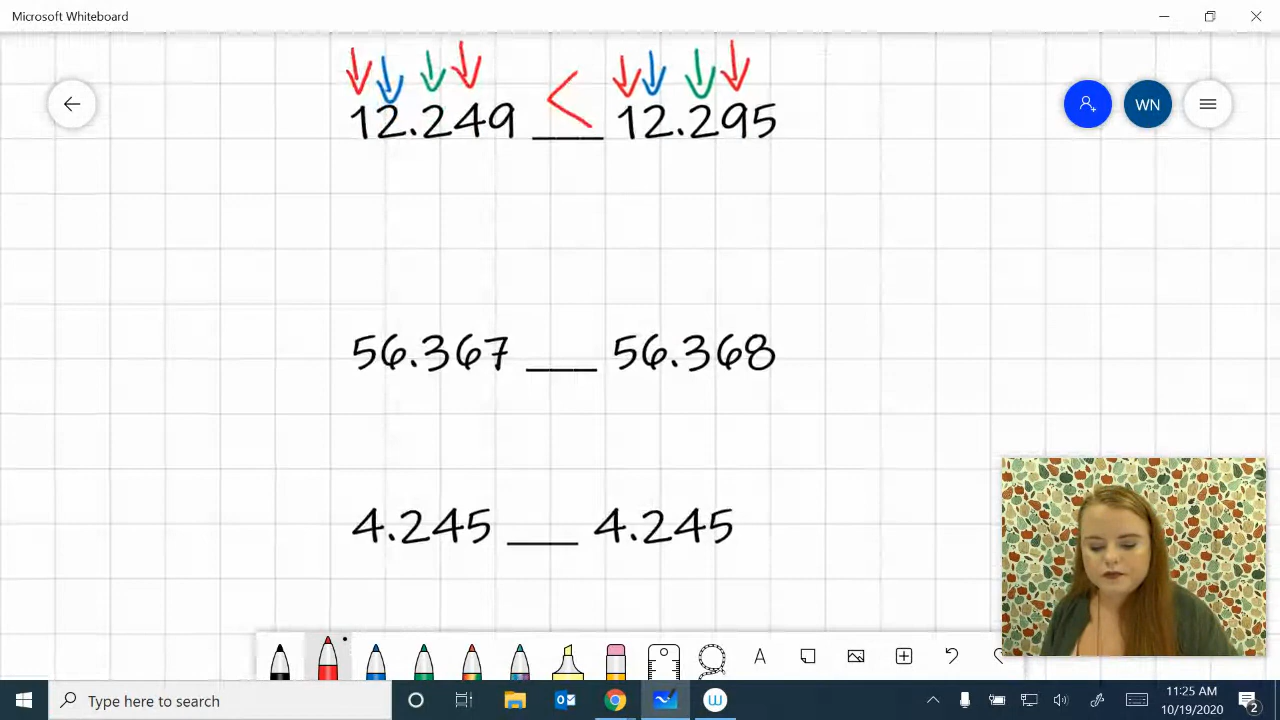 Microsoft Whiteboard
12.249 ___ < 12.295
WN
56.367 ___ 56.368
4.245 ___ 4.245
A
Type here to search
11:25 AM
10/19/2020
2